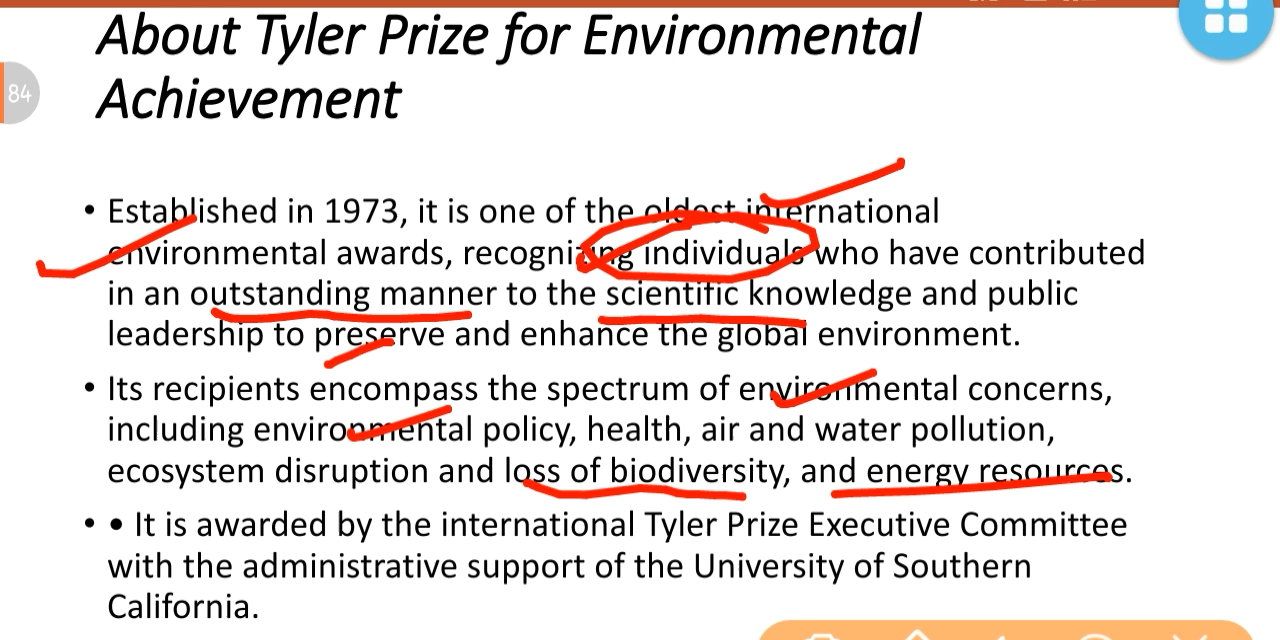 About Tyler Prize for Environmental
Achievement
84
• Established in 1973, it is one of the oldest international
environmental awards, recognizing individuals who have contributed
in an outstanding manner to the scientific knowledge and public
leadership to preserve and enhance the global environment.
• Its recipients encompass the spectrum of environmental concerns,
including environmental policy, health, air and water pollution,
ecosystem disruption and loss of biodiversity, and energy resources.
• • It is awarded by the international Tyler Prize Executive Committee
with the administrative support of the University of Southern
California.